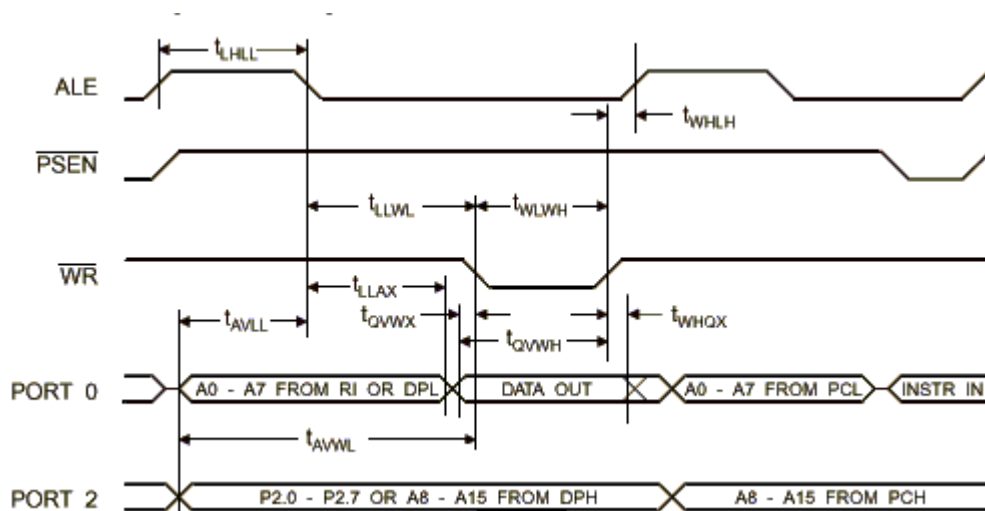 tLHLL
ALE
tWHLH
PSEN
tLLWL
tWLWH
WR
tLLAX
tAVLL
tQVWX
tWHQX
tQVWH
PORT 0
A0 - A7 FROM RI OR DPL
DATA OUT
A0 - A7 FROM PCL
INSTR IN
tAVWL
PORT 2
P2.0 - P2.7 OR A8 - A15 FROM DPH
A8 - A15 FROM PCH